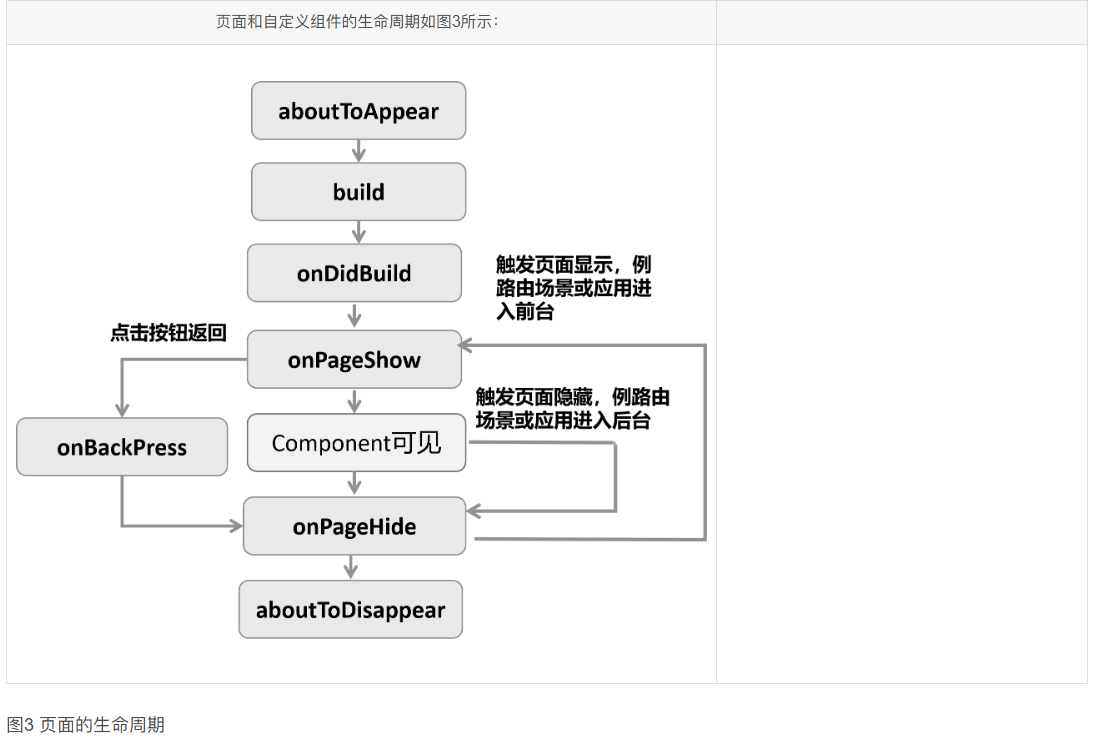 页面和自定义组件的生命周期如图3所示：
aboutToAppear
build
onDidBuild
触发页面显示，例
路由场景或应用进
入前台
点击按钮返回
onPageShow
触发页面隐藏，例路由
场景或应用进入后台
onBackPress
Component可见
onPageHide
aboutToDisappear
图3 页面的生命周期